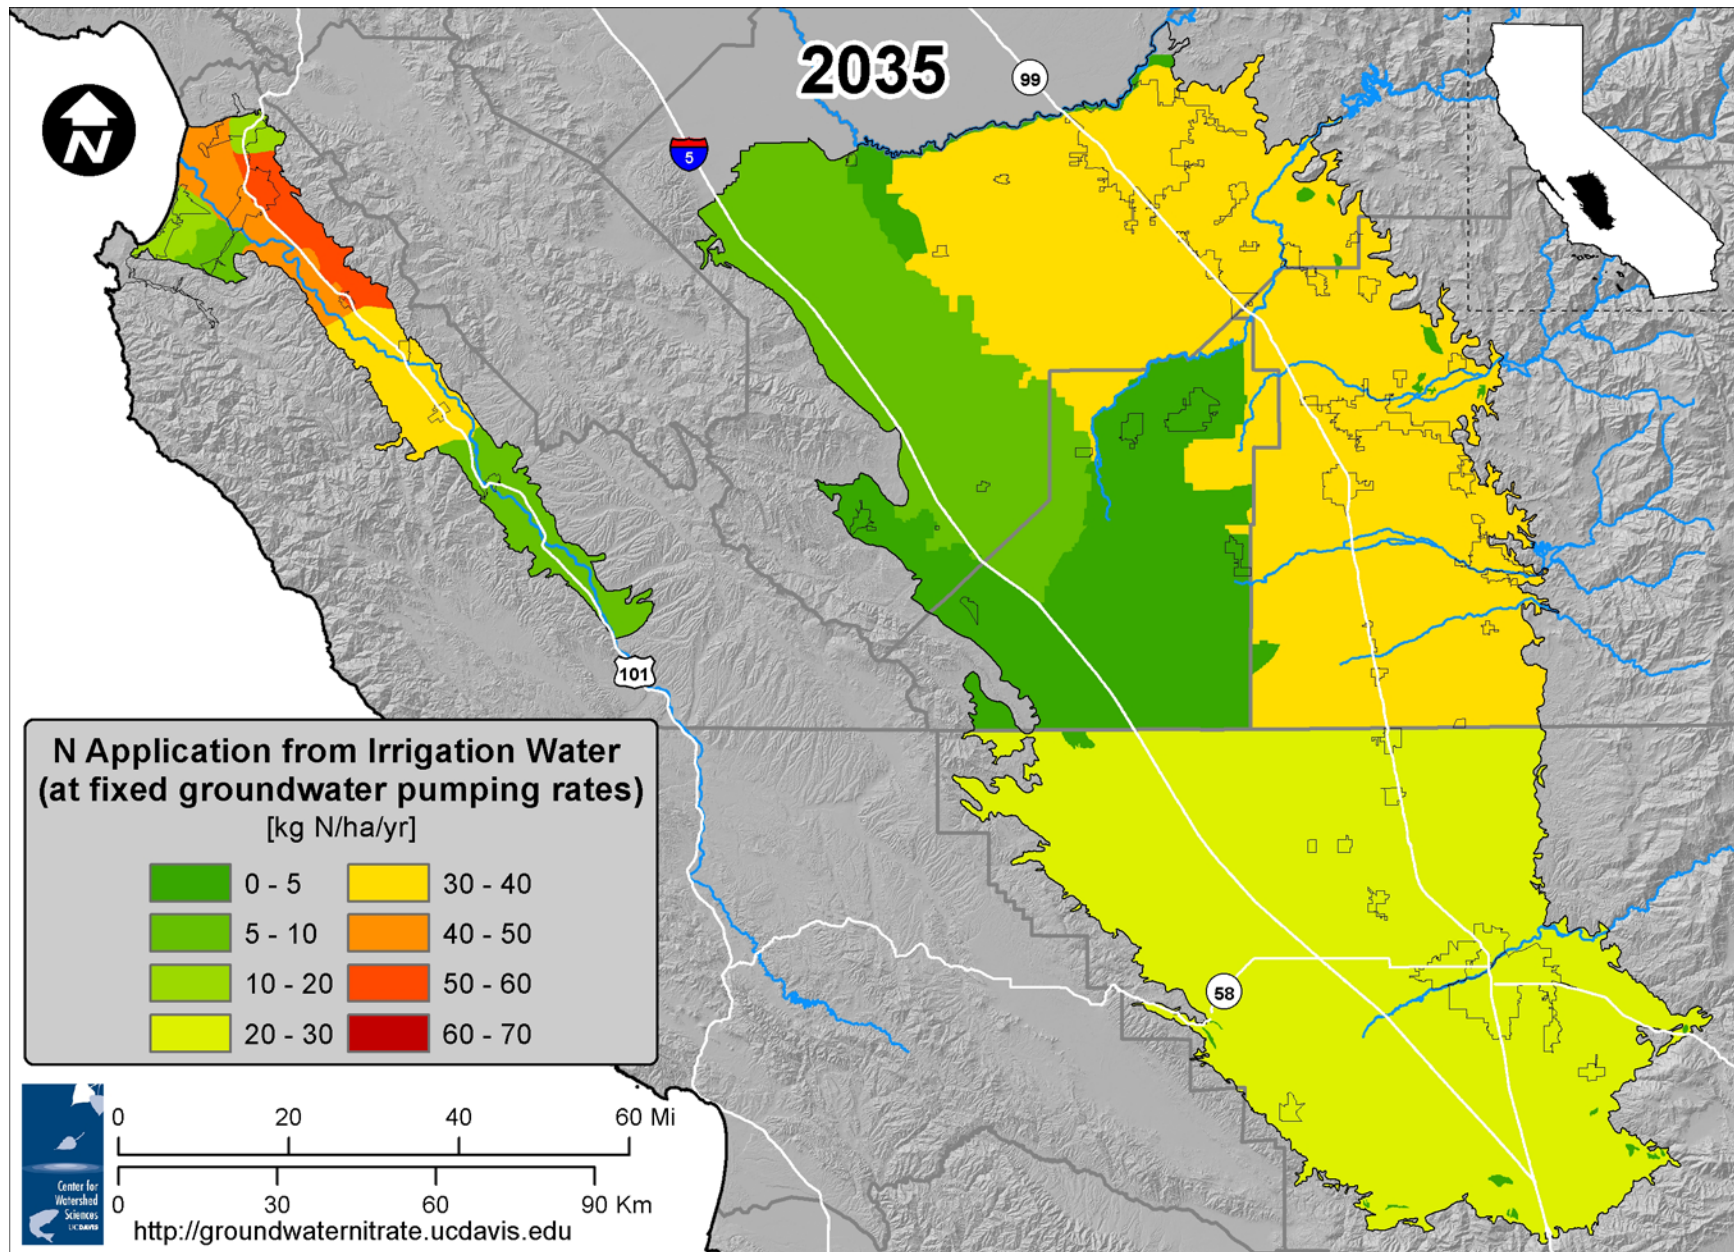 2035
99
5
N
101
N Application from Irrigation Water
(at fixed groundwater pumping rates)
[kg N/ha/yr]
0 - 5
30 - 40
5 - 10
40 - 50
10 - 20
50 - 60
20 - 30
60 - 70
58
0 20 40 60 Mi
0 30 60 90 Km
Center for
Watershed
Sciences
UC DAVIS
http://groundwaternitrate.ucdavis.edu